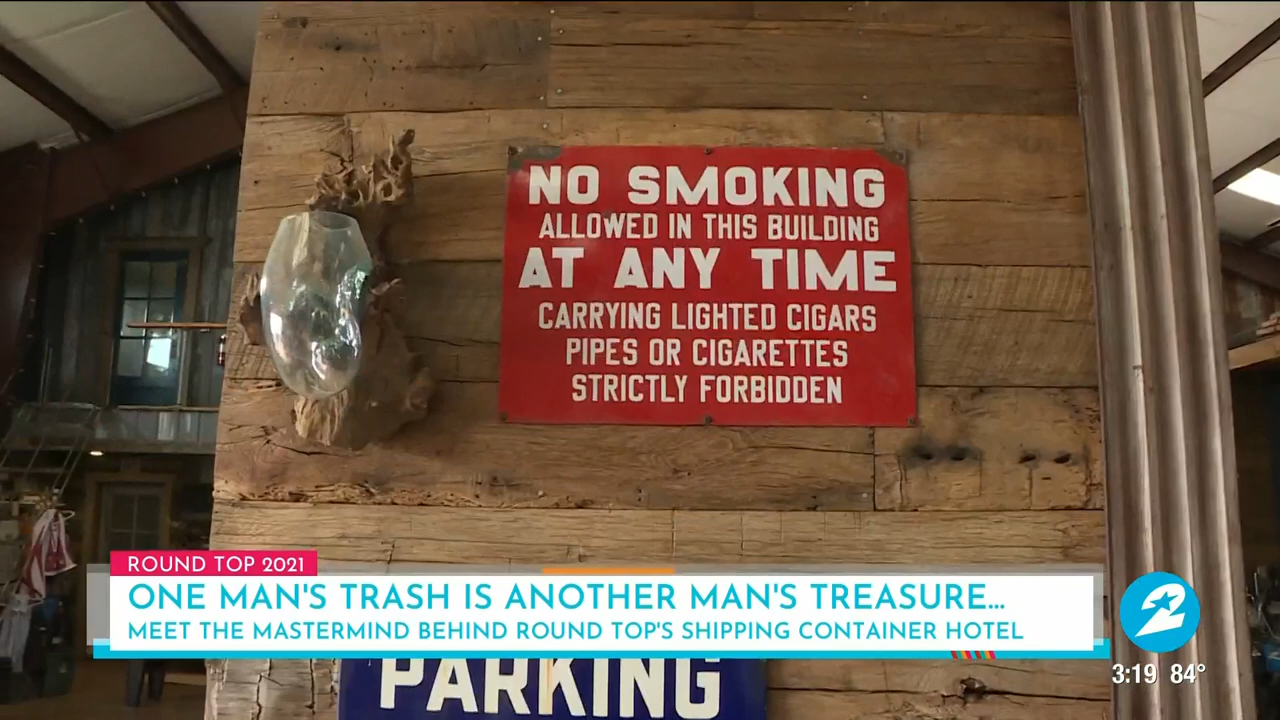 NO SMOKING
ALLOWED IN THIS BUILDING
AT ANY TIME
CARRYING LIGHTED CIGARS
PIPES OR CIGARETTES
STRICTLY FORBIDDEN
ROUND TOP 2021
ONE MAN'S TRASH IS ANOTHER MAN'S TREASURE...
MEET THE MASTERMIND BEHIND ROUND TOP'S SHIPPING CONTAINER HOTEL
2
3:19 84°
PARKING